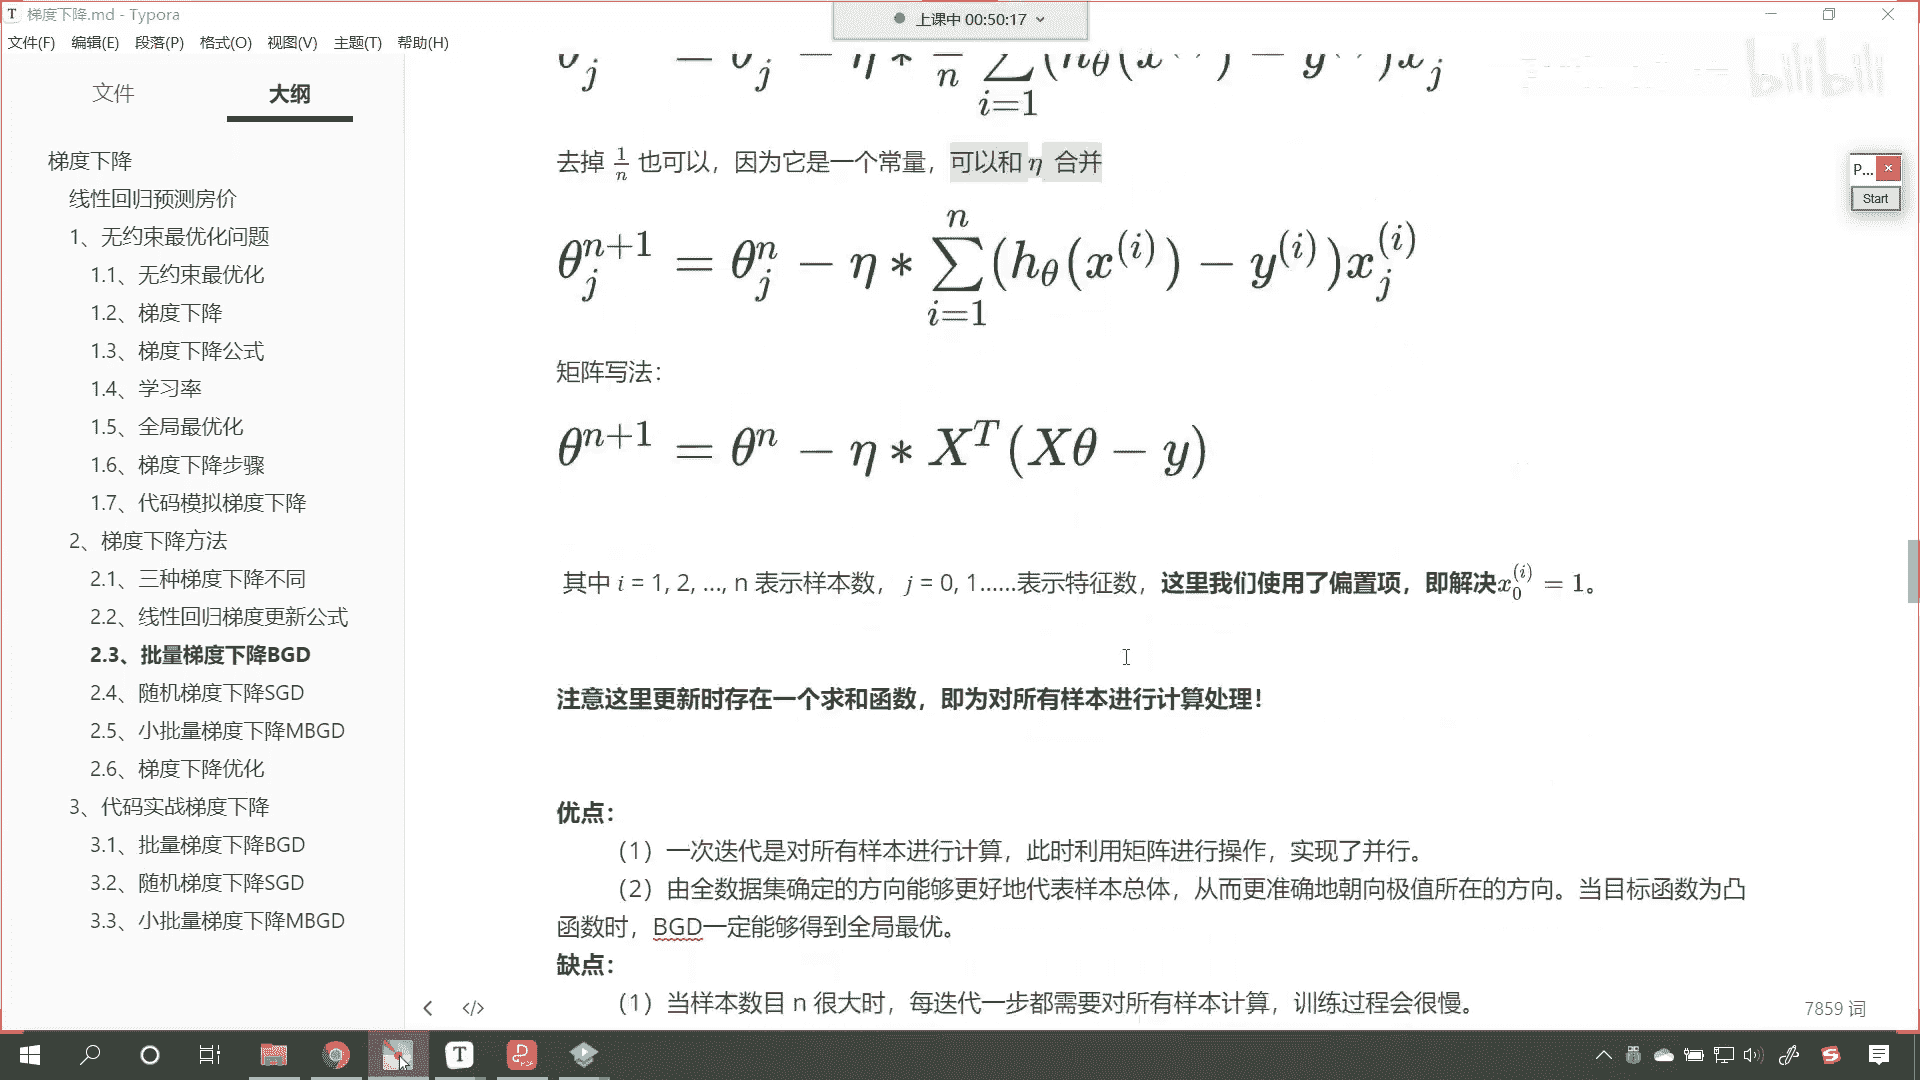 梯度下降.md - Typora
上课中 00:50:17
文件(F) 编辑(E) 段落(P) 格式(O) 视图(V) 主题(T) 帮助(H)
bilibili
文件 大纲
梯度下降
线性回归预测房价
1、无约束最优化问题
1.1、无约束最优化
1.2、梯度下降
1.3、梯度下降公式
1.4、学习率
1.5、全局最优化
1.6、梯度下降步骤
1.7、代码模拟梯度下降
2、梯度下降方法
2.1、三种梯度下降不同
2.2、线性回归梯度更新公式
2.3、批量梯度下降BGD
2.4、随机梯度下降SGD
2.5、小批量梯度下降MBGD
2.6、梯度下降优化
3、代码实战梯度下降
3.1、批量梯度下降BGD
3.2、随机梯度下降SGD
3.3、小批量梯度下降MBGD
去掉 1/n 也可以，因为它是一个常量，可以和 η 合并
θ_j^{n+1} = θ_j^n − η * ∑_{i=1}^{n} (h_θ(x^{(i)}) − y^{(i)}) x_j^{(i)}
矩阵写法：
θ^{n+1} = θ^n − η * X^T(Xθ − y)
其中 i = 1, 2, ..., n 表示样本数， j = 0, 1……表示特征数，这里我们使用了偏置项，即解决x_0^{(i)} = 1。
注意这里更新时存在一个求和函数，即为对所有样本进行计算处理！
优点：
（1）一次迭代是对所有样本进行计算，此时利用矩阵进行操作，实现了并行。
（2）由全数据集确定的方向能够更好地代表样本总体，从而更准确地朝向极值所在的方向。当目标函数为凸
函数时，BGD一定能够得到全局最优。
缺点：
（1）当样本数目 n 很大时，每迭代一步都需要对所有样本计算，训练过程会很慢。
7859 词
P...
Start